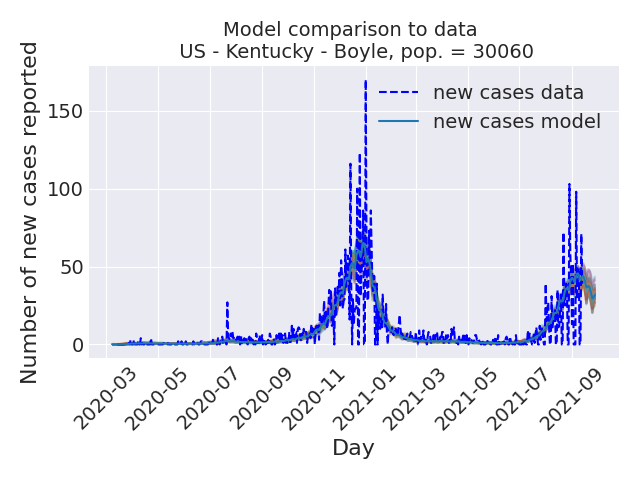 Model comparison to data
US - Kentucky - Boyle, pop. = 30060
Number of new cases reported
150
100
50
0
new cases data
new cases model
2020-03
2020-05
2020-07
2020-09
2020-11
2021-01
2021-03
2021-05
2021-07
2021-09
Day